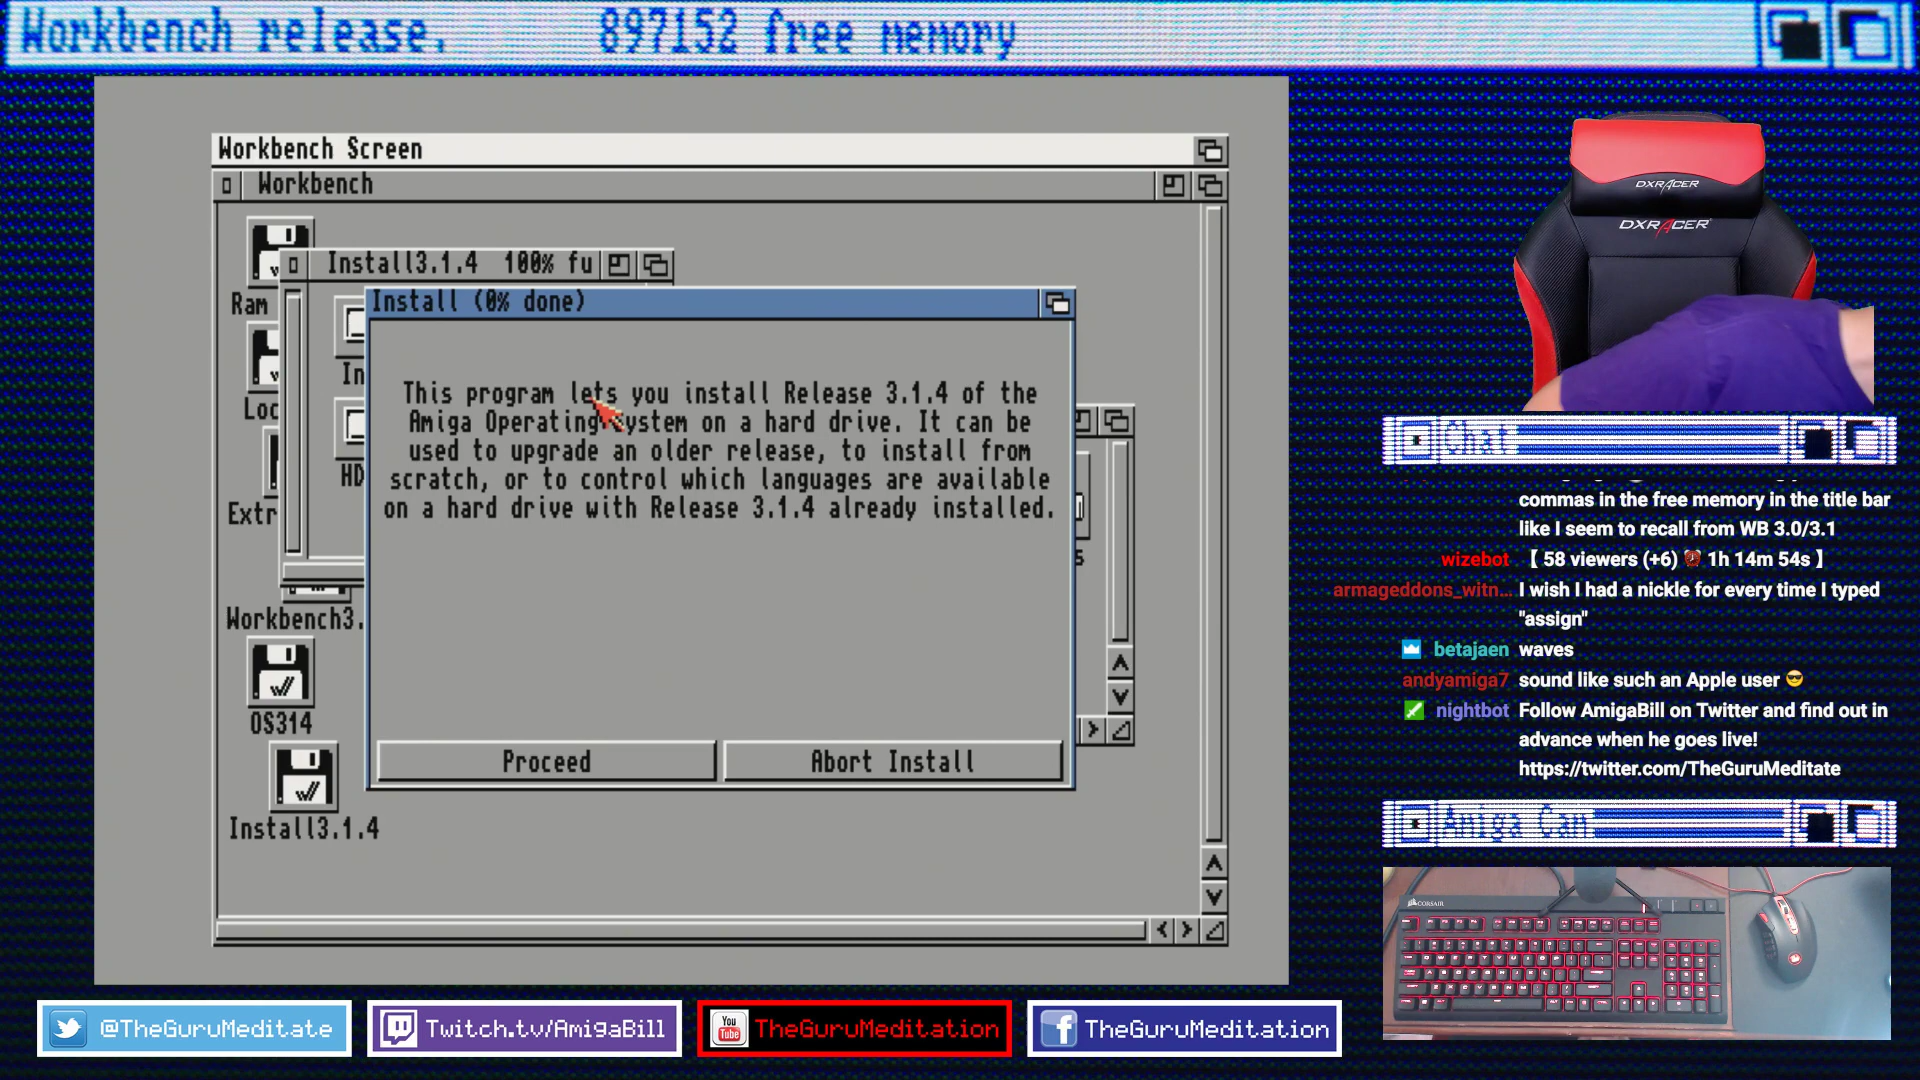 Workbench release. 897152 free memory
Workbench Screen
Workbench
Install3.1.4 100% fu
Ram
Install (0% done)
This program lets you install Release 3.1.4 of the
Amiga Operating system on a hard drive. It can be
used to upgrade an older release, to install from
scratch, or to control which languages are available
on a hard drive with Release 3.1.4 already installed.
In
Loc
HD
Extr
Workbench3.
OS314
Install3.1.4
Proceed
Abort Install
DXRACER
DXRACER
Chat
commas in the free memory in the title bar
like I seem to recall from WB 3.0/3.1
wizebot 【 58 viewers (+6) ⏰ 1h 14m 54s 】
armageddons_witn... I wish I had a nickle for every time I typed
"assign"
betajaen waves
andyamiga7 sound like such an Apple user 😎
nightbot Follow AmigaBill on Twitter and find out in
advance when he goes live!
https://twitter.com/TheGuruMeditate
Amiga Cam
CORSAIR
@TheGuruMeditate
Twitch.tv/AmigaBill
You Tube TheGuruMeditation
TheGuruMeditation